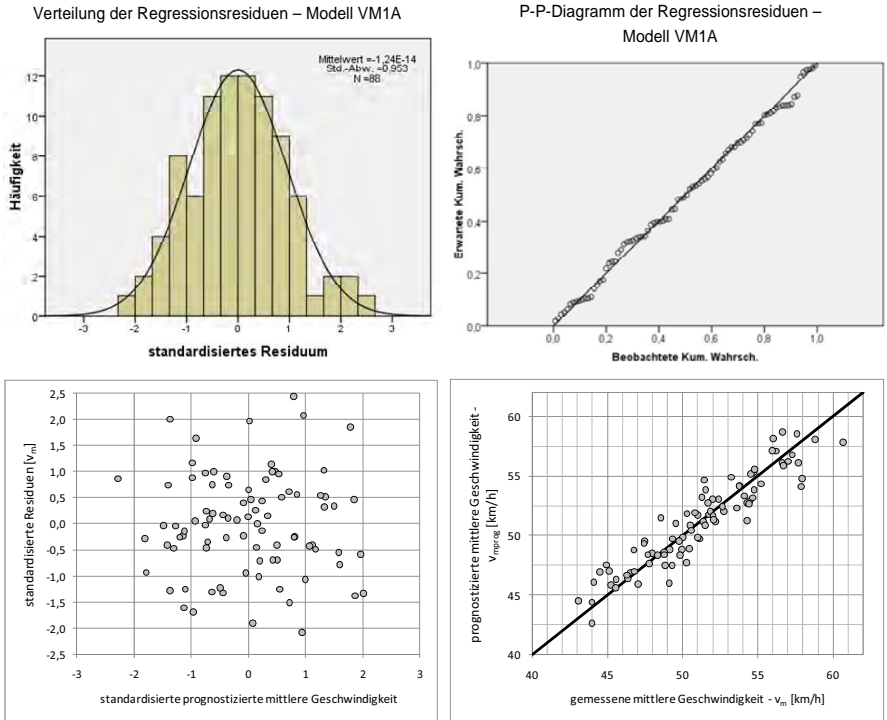 Verteilung der Regressionsresiduen – Modell VM1A
Mittelwert =-1,24E-14
Std.-Abw. =0,953
N =88
Häufigkeit
12
10
8
6
4
2
0
-3 -2 -1 0 1 2 3
standardisiertes Residuum
P-P-Diagramm der Regressionsresiduen –
Modell VM1A
Erwartete Kum. Wahrsch.
1,0
0,8
0,6
0,4
0,2
0,0
0,0 0,2 0,4 0,6 0,8 1,0
Beobachtete Kum. Wahrsch.
standardisierte Residuen [vm]
2,5
2,0
1,5
1,0
0,5
0,0
-0,5
-1,0
-1,5
-2,0
-2,5
-3 -2 -1 0 1 2 3
standardisierte prognostizierte mittlere Geschwindigkeit
prognostizierte mittlere Geschwindigkeit -
vmprog [km/h]
60
55
50
45
40
40 45 50 55 60
gemessene mittlere Geschwindigkeit - vm [km/h]